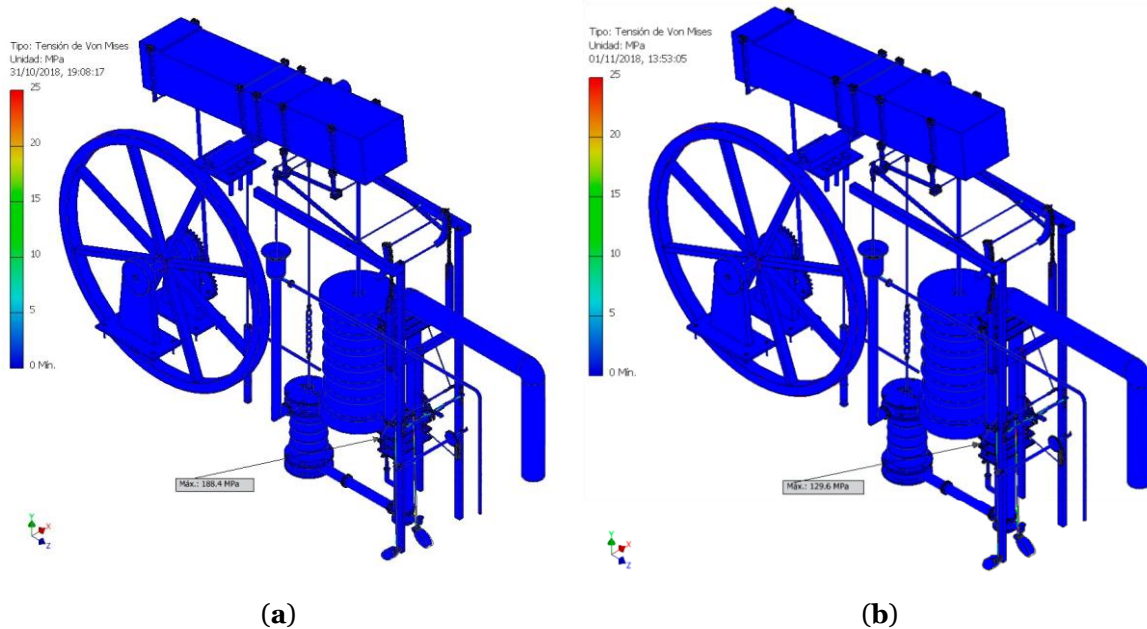 Tipo: Tensión de Von Mises
Unidad: MPa
31/10/2018, 19:08:17
25
20
15
10
5
0 Mín.
Máx.: 188.4 MPa
Y
X
Z
(a)
Tipo: Tensión de Von Mises
Unidad: MPa
01/11/2018, 13:53:05
25
20
15
10
5
0 Mín.
Máx.: 129.6 MPa
Y
X
Z
(b)